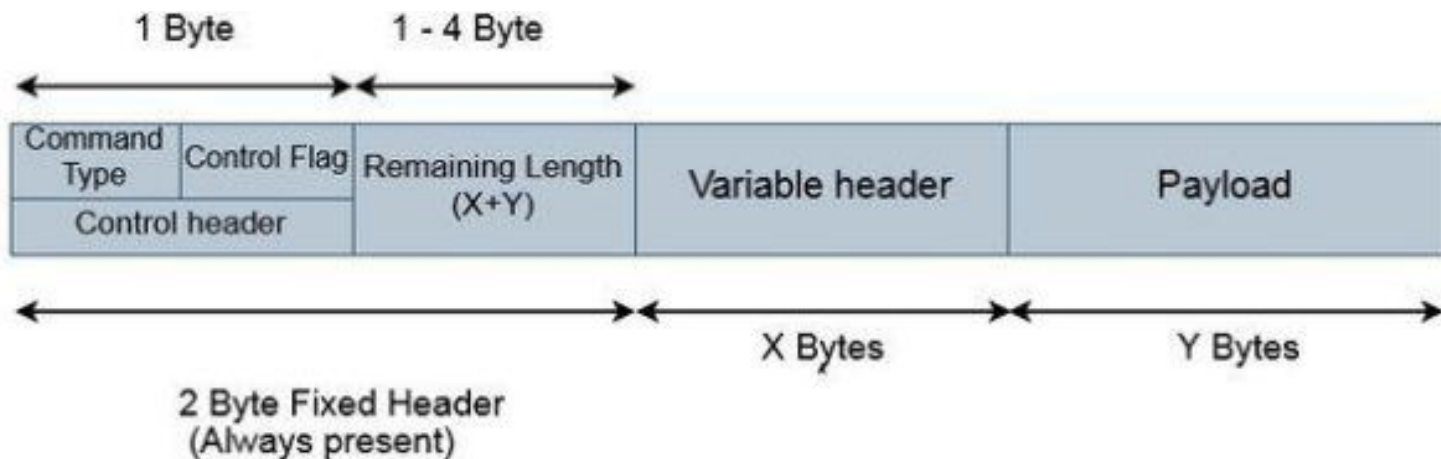 1 Byte
1 - 4 Byte
Command
Type
Control Flag
Control header
Remaining Length
(X+Y)
Variable header
Payload
X Bytes
Y Bytes
2 Byte Fixed Header
(Always present)